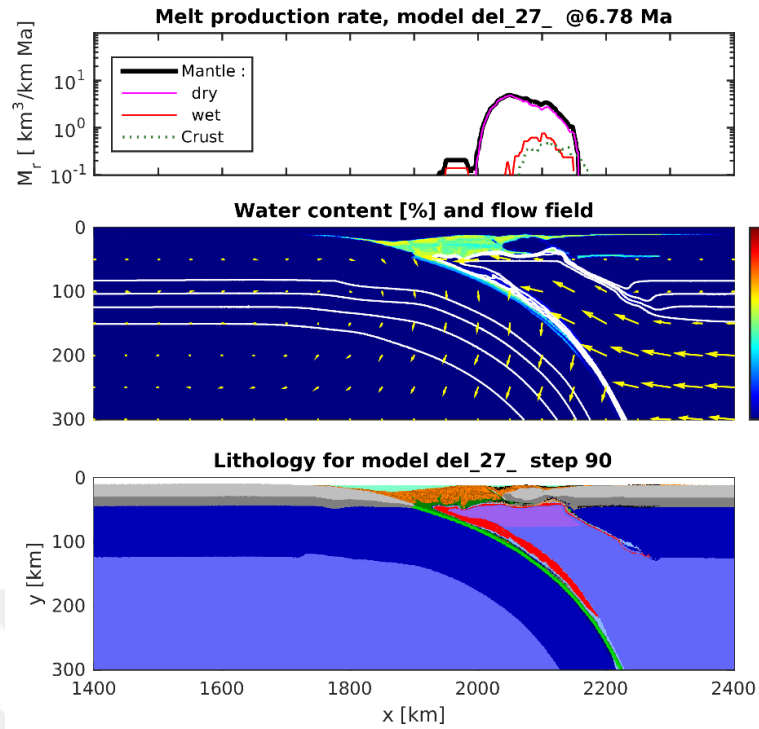 Melt production rate, model del_27_ @6.78 Ma
M_r [ km^3/km Ma]
10^1
10^0
10^-1
Mantle :
dry
wet
Crust
Water content [%] and flow field
0
100
200
300
Lithology for model del_27_ step 90
y [km]
0
100
200
300
1400
1600
1800
2000
2200
2400
x [km]